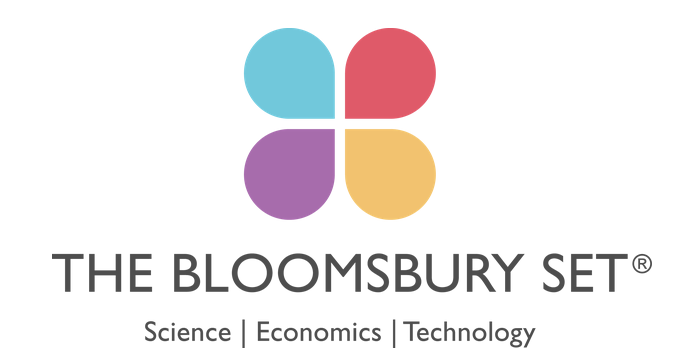 THE BLOOMSBURY SET®
Science | Economics | Technology